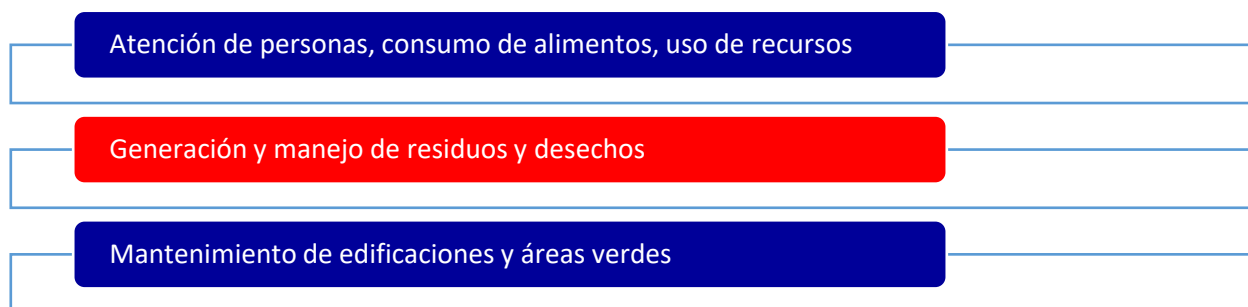 Atención de personas, consumo de alimentos, uso de recursos
Generación y manejo de residuos y desechos
Mantenimiento de edificaciones y áreas verdes